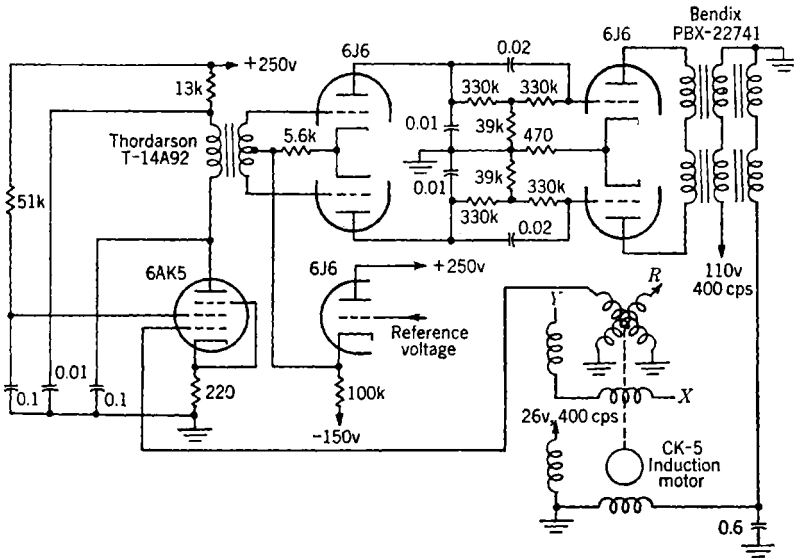 Bendix
PBX-22741
6J6
6J6
+250v
13k
0.02
330k
330k
Thordarson
T-14A92
5.6k
0.01
39k
470
51k
0.01
39k
330k
330k
0.02
6AK5
6J6
+250v
110v
400 cps
Reference
voltage
R
Y
0.1
0.01
0.1
220
100k
-150v
X
26v, 400 cps
CK-5
Induction
motor
0.6